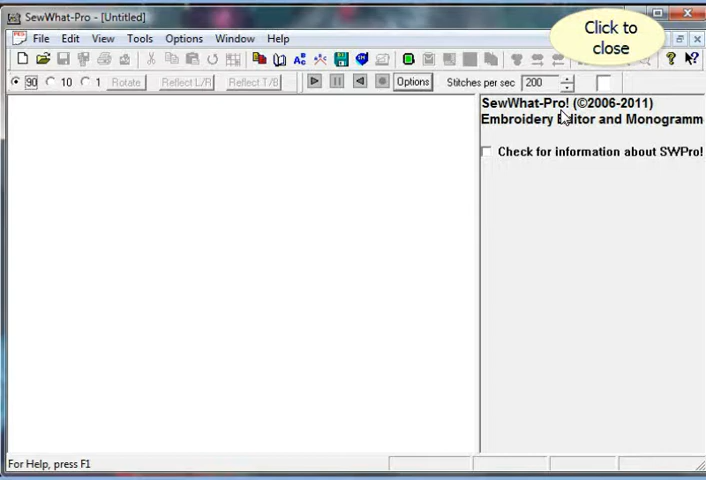 SewWhat-Pro - [Untitled]
Click to
close
File Edit View Tools Options Window Help
90 10 1 Rotate Reflect L/R Reflect T/B Options Stitches per sec 200
SewWhat-Pro! (©2006-2011)
Embroidery Editor and Monogramm
Check for information about SWPro!
For Help, press F1